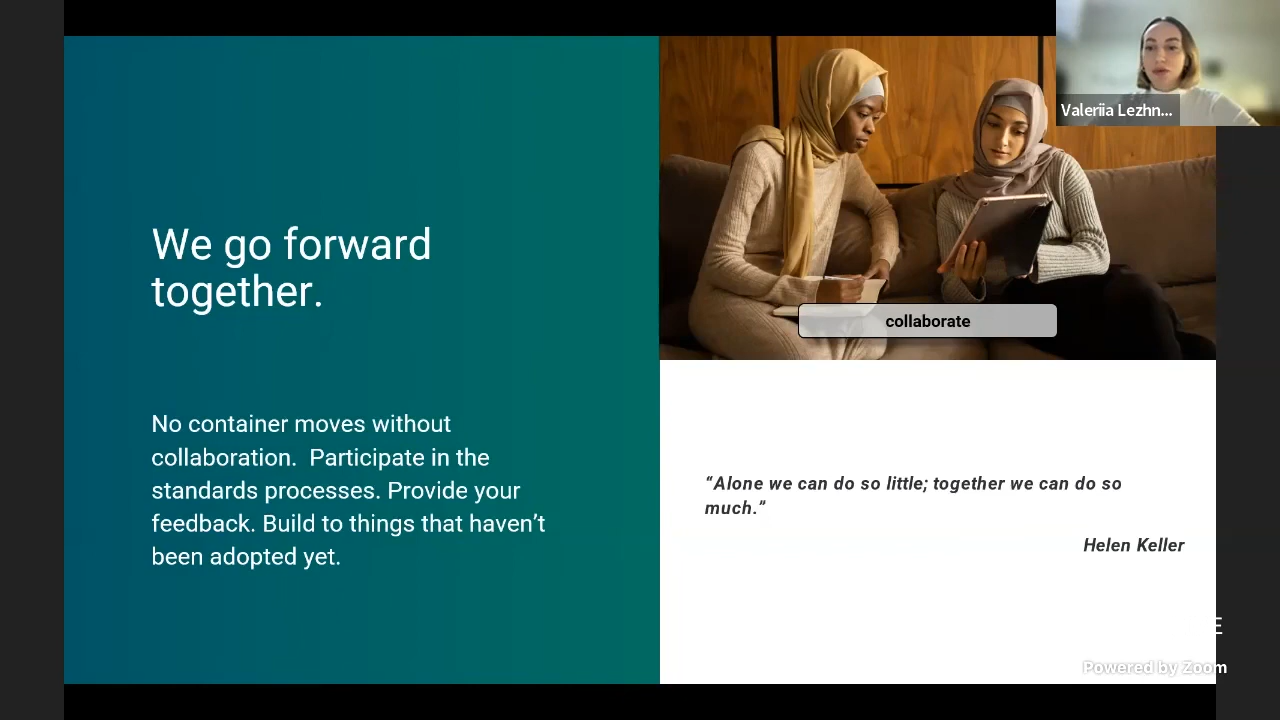 Valeriia Lezhn...
We go forward
together.
No container moves without
collaboration.  Participate in the
standards processes. Provide your
feedback. Build to things that haven’t
been adopted yet.
collaborate
“Alone we can do so little; together we can do so
much.”
Helen Keller
E
Powered by Zoom